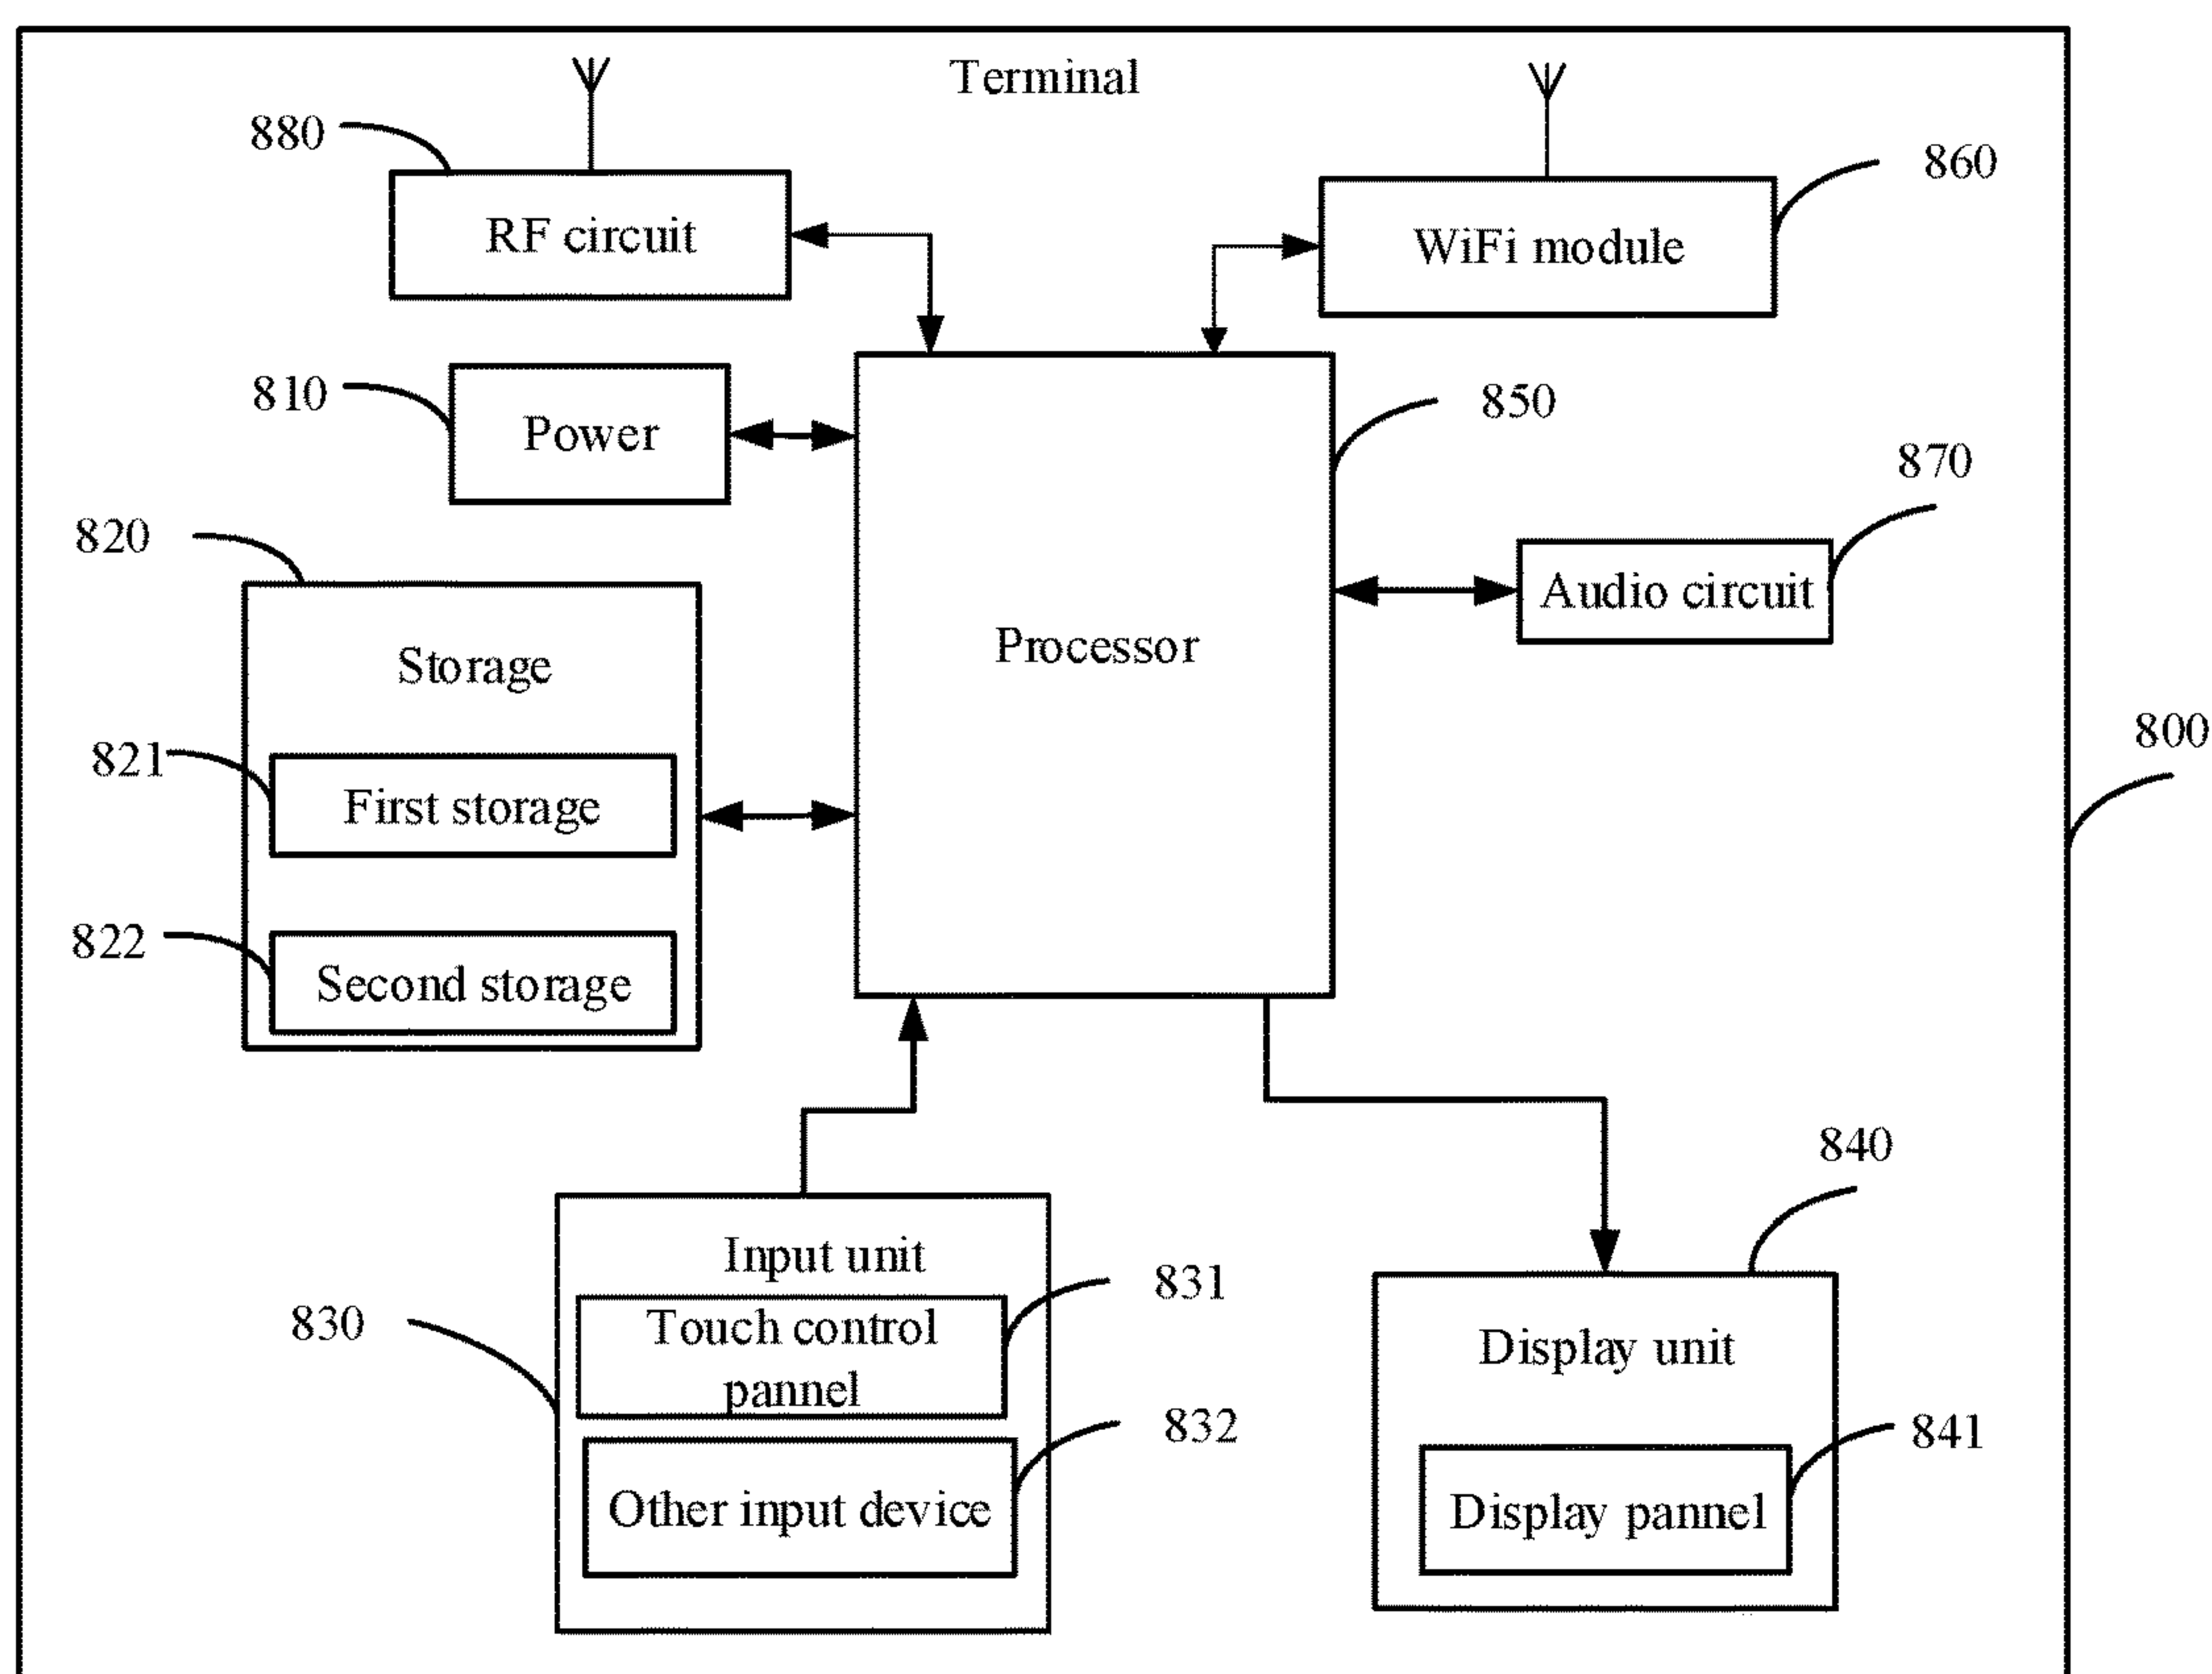 Terminal
880
860
RF circuit
WiFi module
810
850
Power
870
820
Audio circuit
Storage
Processor
800
821
First storage
822
Second storage
840
Input unit
831
830
Touch control
pannel
Display unit
832
841
Other input device
Display pannel